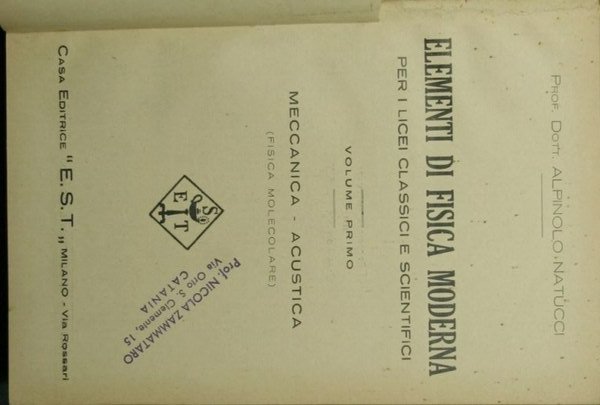 PROF. DOTT. ALPINOLO NATUCCI
ELEMENTI DI FISICA MODERNA
PER I LICEI CLASSICI E SCIENTIFICI
VOLUME PRIMO
MECCANICA - ACUSTICA
(FISICA MOLECOLARE)
S
E I T
Prof. NICOLA ZAMMATARO
Via Orto S. Clemente, 15
CATANIA
CASA EDITRICE "E. S. T.„ MILANO - Via Rossari